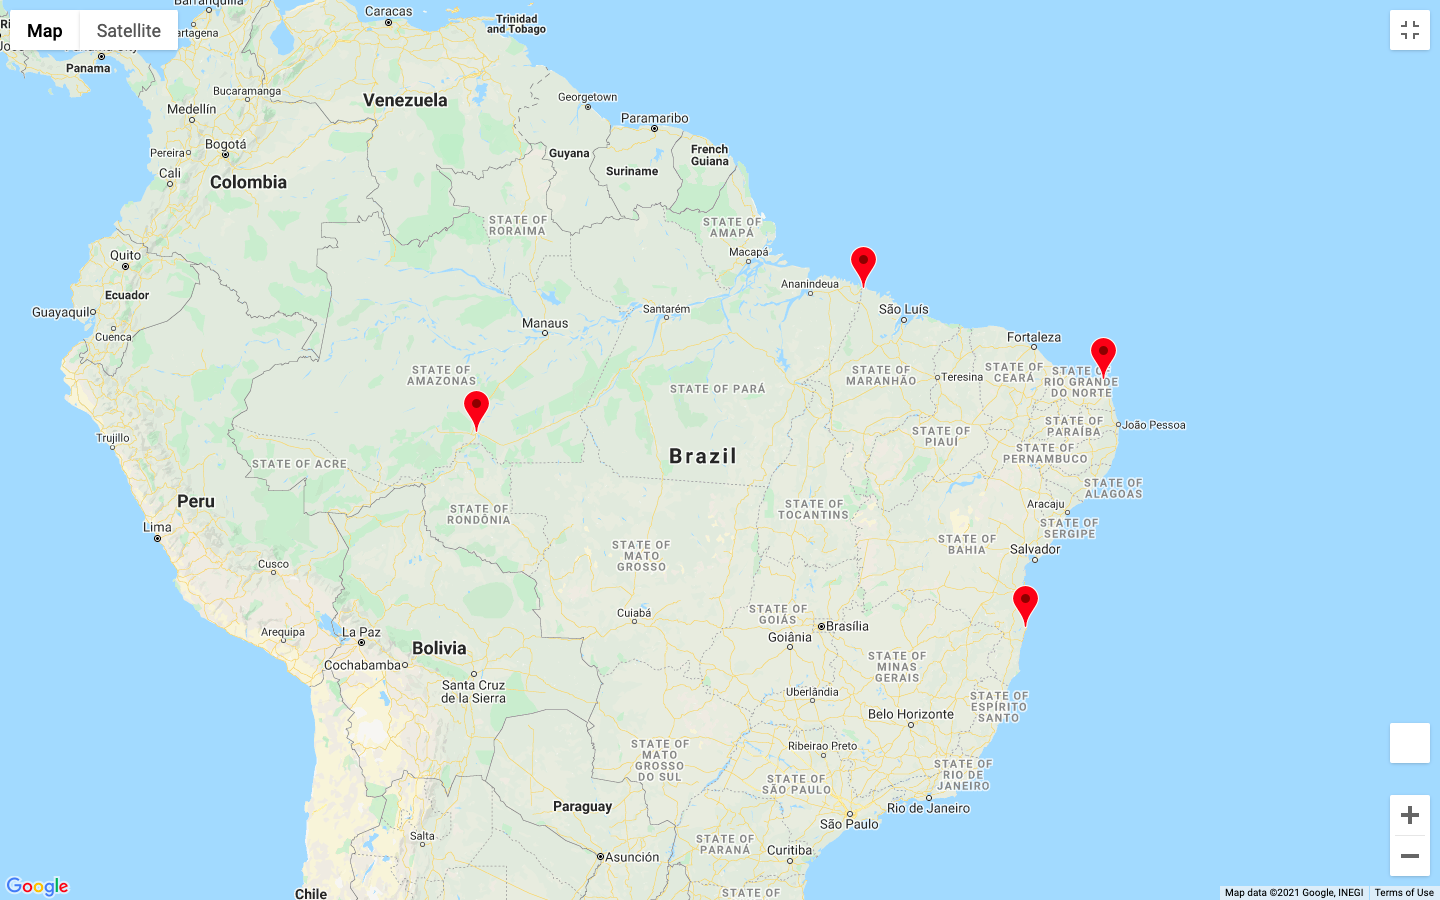 Map
Satellite
Barranquilla
Caracas
Trinidad
and Tobago
Cartagena
Panama City
Panama
Bucaramanga
Venezuela
Georgetown
Medellín
Paramaribo
Bogotá
Pereira
French
Guiana
Guyana
Suriname
Cali
Colombia
STATE OF
RORAIMA
STATE OF
AMAPÁ
Macapá
Quito
Ananindeua
Ecuador
Guayaquil
Santarém
São Luís
Manaus
Cuenca
Fortaleza
STATE OF
AMAZONAS
STATE OF
MARANHÃO
Teresina
STATE OF
CEARÁ
STATE OF
RIO GRANDE
DO NORTE
STATE OF PARÁ
STATE OF
PARAÍBA
João Pessoa
Trujillo
STATE OF
PIAUÍ
STATE OF
PERNAMBUCO
Brazil
STATE OF ACRE
STATE OF
ALAGOAS
Peru
STATE OF
RONDÔNIA
STATE OF
TOCANTINS
Aracaju
STATE OF
SERGIPE
Lima
STATE OF
MATO
GROSSO
STATE OF
BAHIA
Salvador
Cusco
Cuiabá
STATE OF
GOIÁS
Brasília
Arequipa
La Paz
Goiânia
Bolivia
Cochabamba
STATE OF
MINAS
GERAIS
Santa Cruz
de la Sierra
Uberlândia
STATE OF
ESPÍRITO
SANTO
Belo Horizonte
STATE OF
MATO
GROSSO
DO SUL
Ribeirao Preto
STATE OF
SÃO PAULO
STATE OF
RIO DE
JANEIRO
Paraguay
Rio de Janeiro
São Paulo
Salta
STATE OF
PARANÁ
Curitiba
Asunción
Google
Chile
STATE OF
Map data ©2021 Google, INEGI
Terms of Use